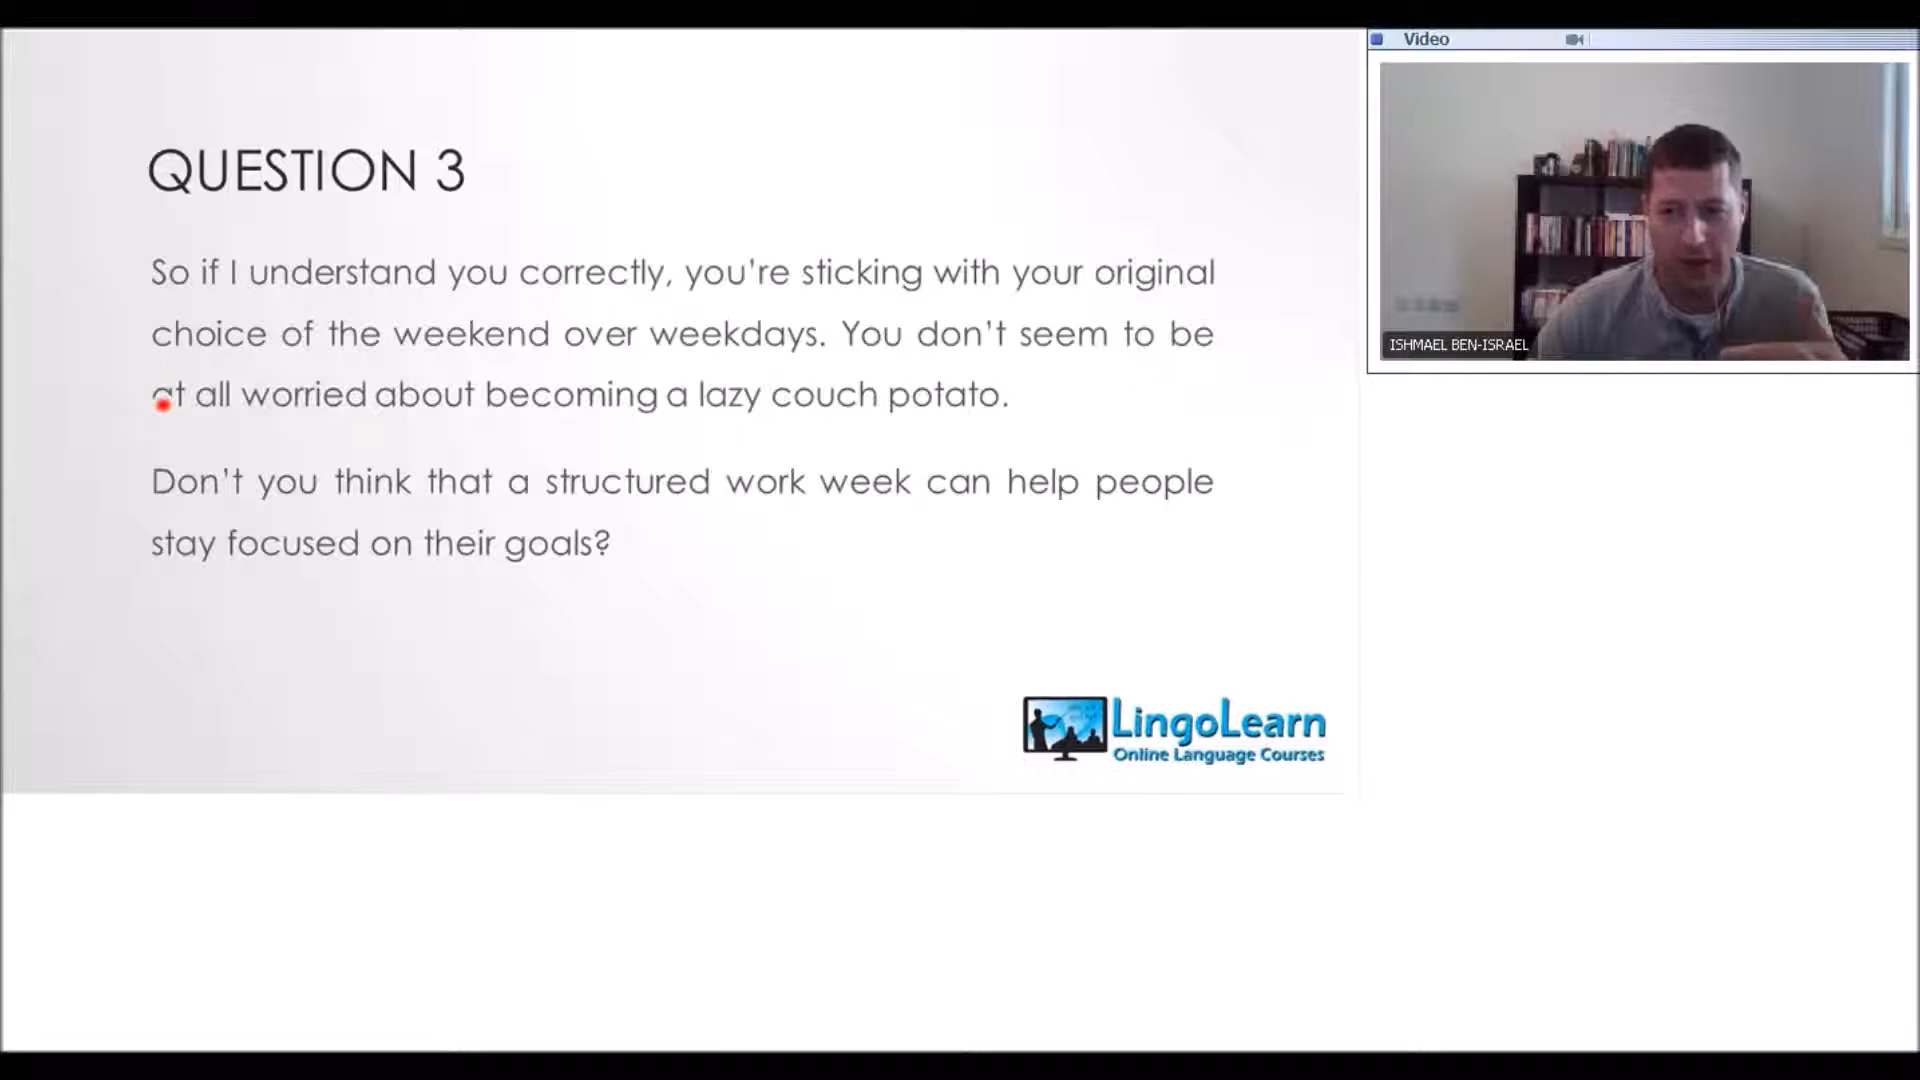 QUESTION 3
So if I understand you correctly, you're sticking with your original
choice of the weekend over weekdays. You don't seem to be
at all worried about becoming a lazy couch potato.
Don't you think that a structured work week can help people
stay focused on their goals?
LingoLearn
Online Language Courses
Video
ISHMAEL BEN-ISRAEL